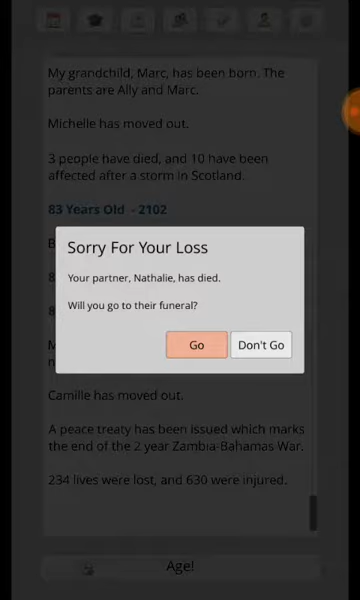 My grandchild, Marc, has been born. The
parents are Ally and Marc.
Michelle has moved out.
3 people have died, and 10 have been
affected after a storm in Scotland.
83 Years Old - 2102
Sorry For Your Loss
Your partner, Nathalie, has died.
Will you go to their funeral?
Go
Don't Go
Camille has moved out.
A peace treaty has been issued which marks
the end of the 2 year Zambia-Bahamas War.
234 lives were lost, and 630 were injured.
Age!